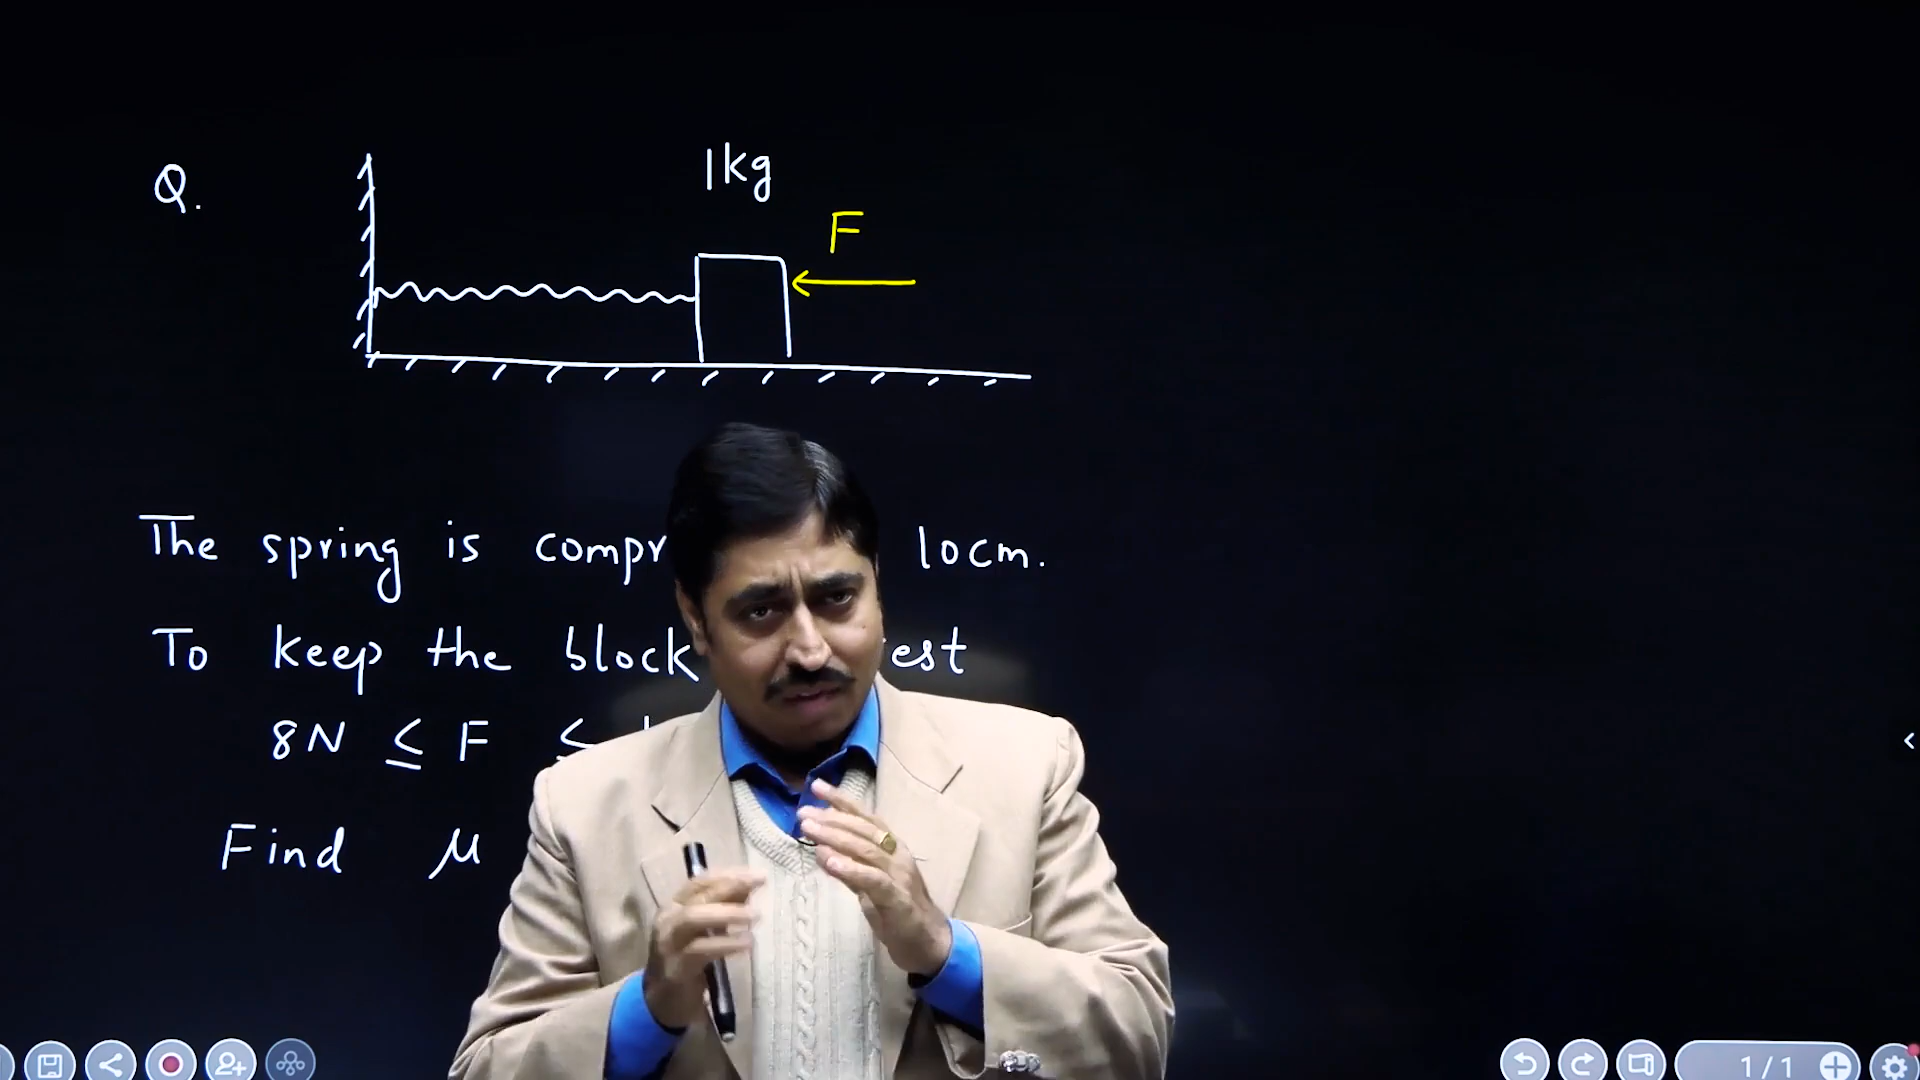 Q.
1kg
F
The spring is compr 10cm.
To keep the block est
8N ≤ F ≤
Find μ
1/1